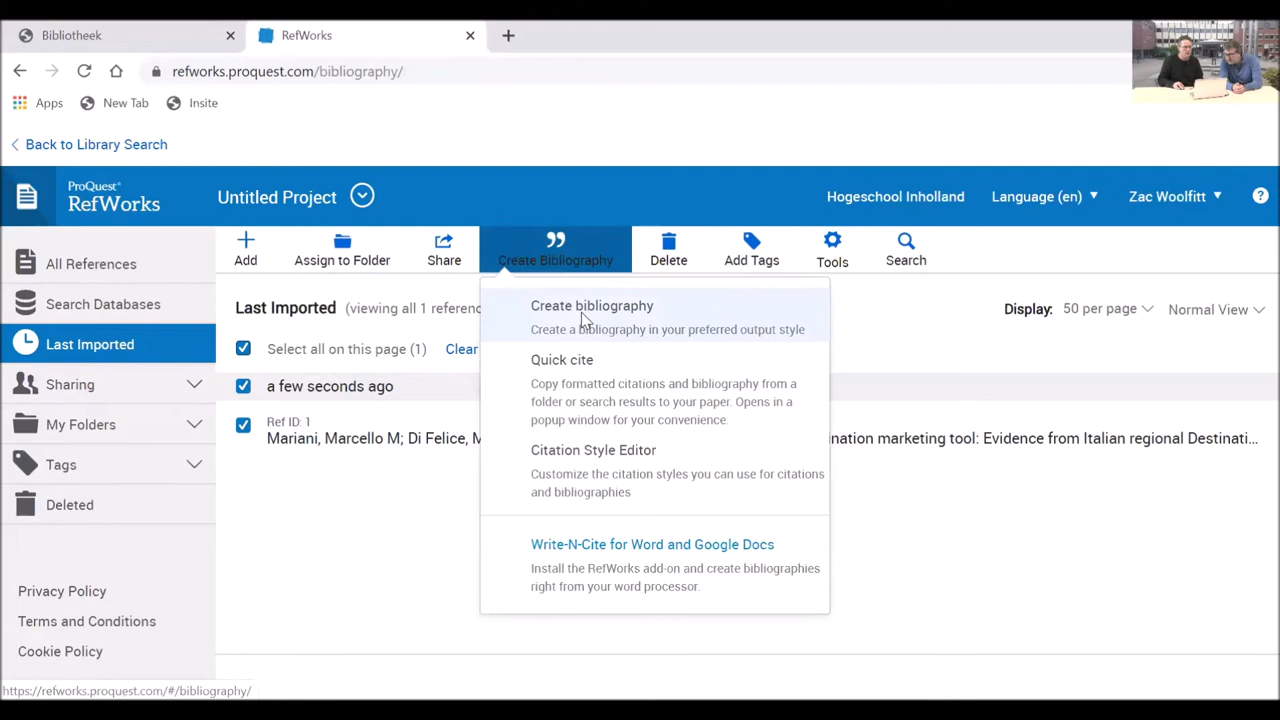 Bibliotheek
RefWorks
refworks.proquest.com/bibliography/
Apps New Tab Insite
Back to Library Search
ProQuest®
RefWorks
Untitled Project
Hogeschool Inholland Language (en) Zac Woolfitt ?
Add Assign to Folder Share Create Bibliography Delete Add Tags Tools Search
All References
Search Databases
Last Imported
Sharing
My Folders
Tags
Deleted
Privacy Policy
Terms and Conditions
Cookie Policy
Last Imported (viewing all 1 referenc
Display: 50 per page Normal View
Select all on this page (1) Clear
a few seconds ago
Ref ID: 1
Mariani, Marcello M; Di Felice, M ination marketing tool: Evidence from Italian regional Destinati...
Create bibliography
Create a bibliography in your preferred output style
Quick cite
Copy formatted citations and bibliography from a
folder or search results to your paper. Opens in a
popup window for your convenience.
Citation Style Editor
Customize the citation styles you can use for citations
and bibliographies
Write-N-Cite for Word and Google Docs
Install the RefWorks add-on and create bibliographies
right from your word processor.
https://refworks.proquest.com/#/bibliography/